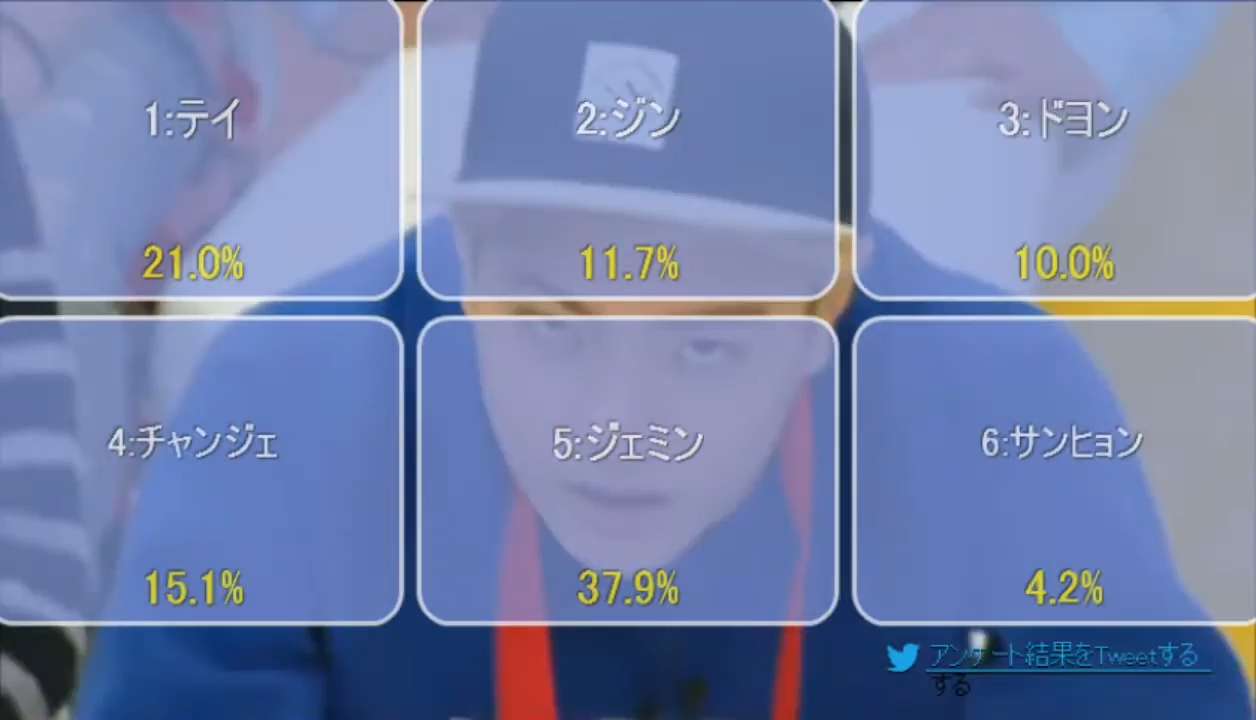 1:テイ
2:ジン
3:ドヨン
21.0%
11.7%
10.0%
4:チャンジェ
5:ジェミン
6:サンヒョン
15.1%
37.9%
4.2%
アンケート結果をTweetする
する